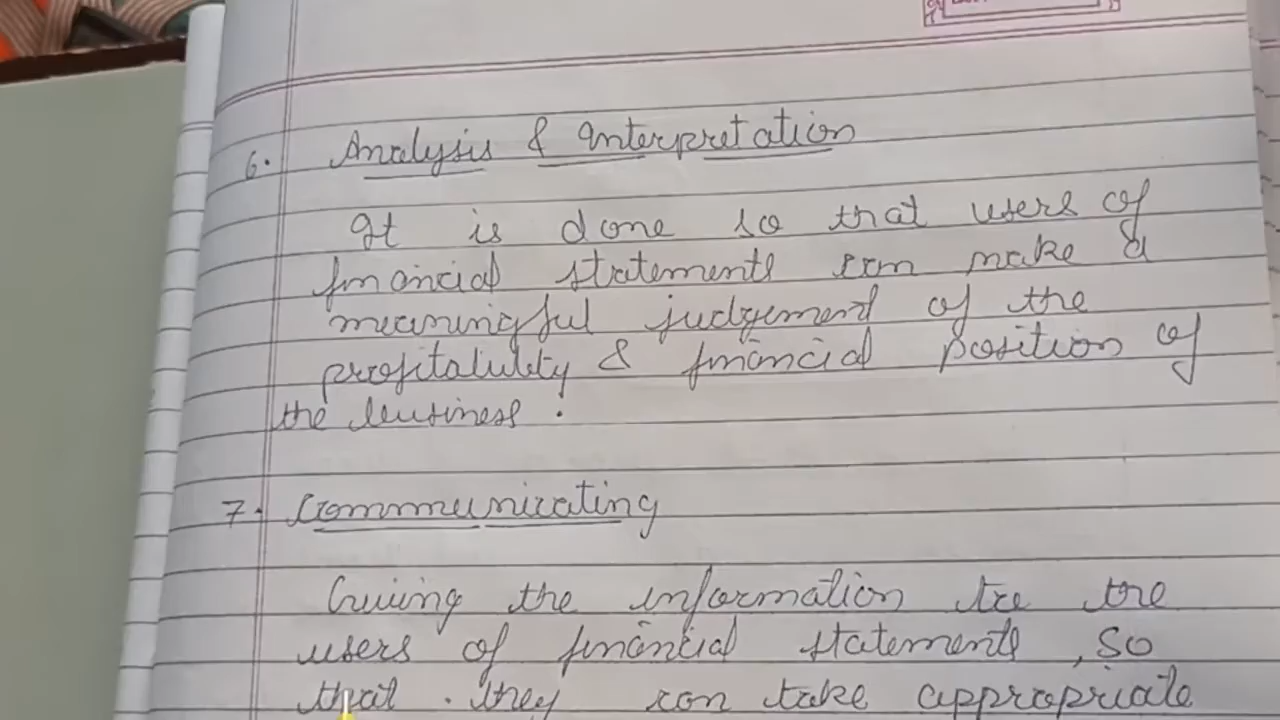 6. Analysis & Interpretation
It is done so that users of
financial statements can make a
meaningful judgement of the
profitability & financial position of
the business.
7. Communicating
Giving the information to the
users of financial statements, so
that they can take appropriate